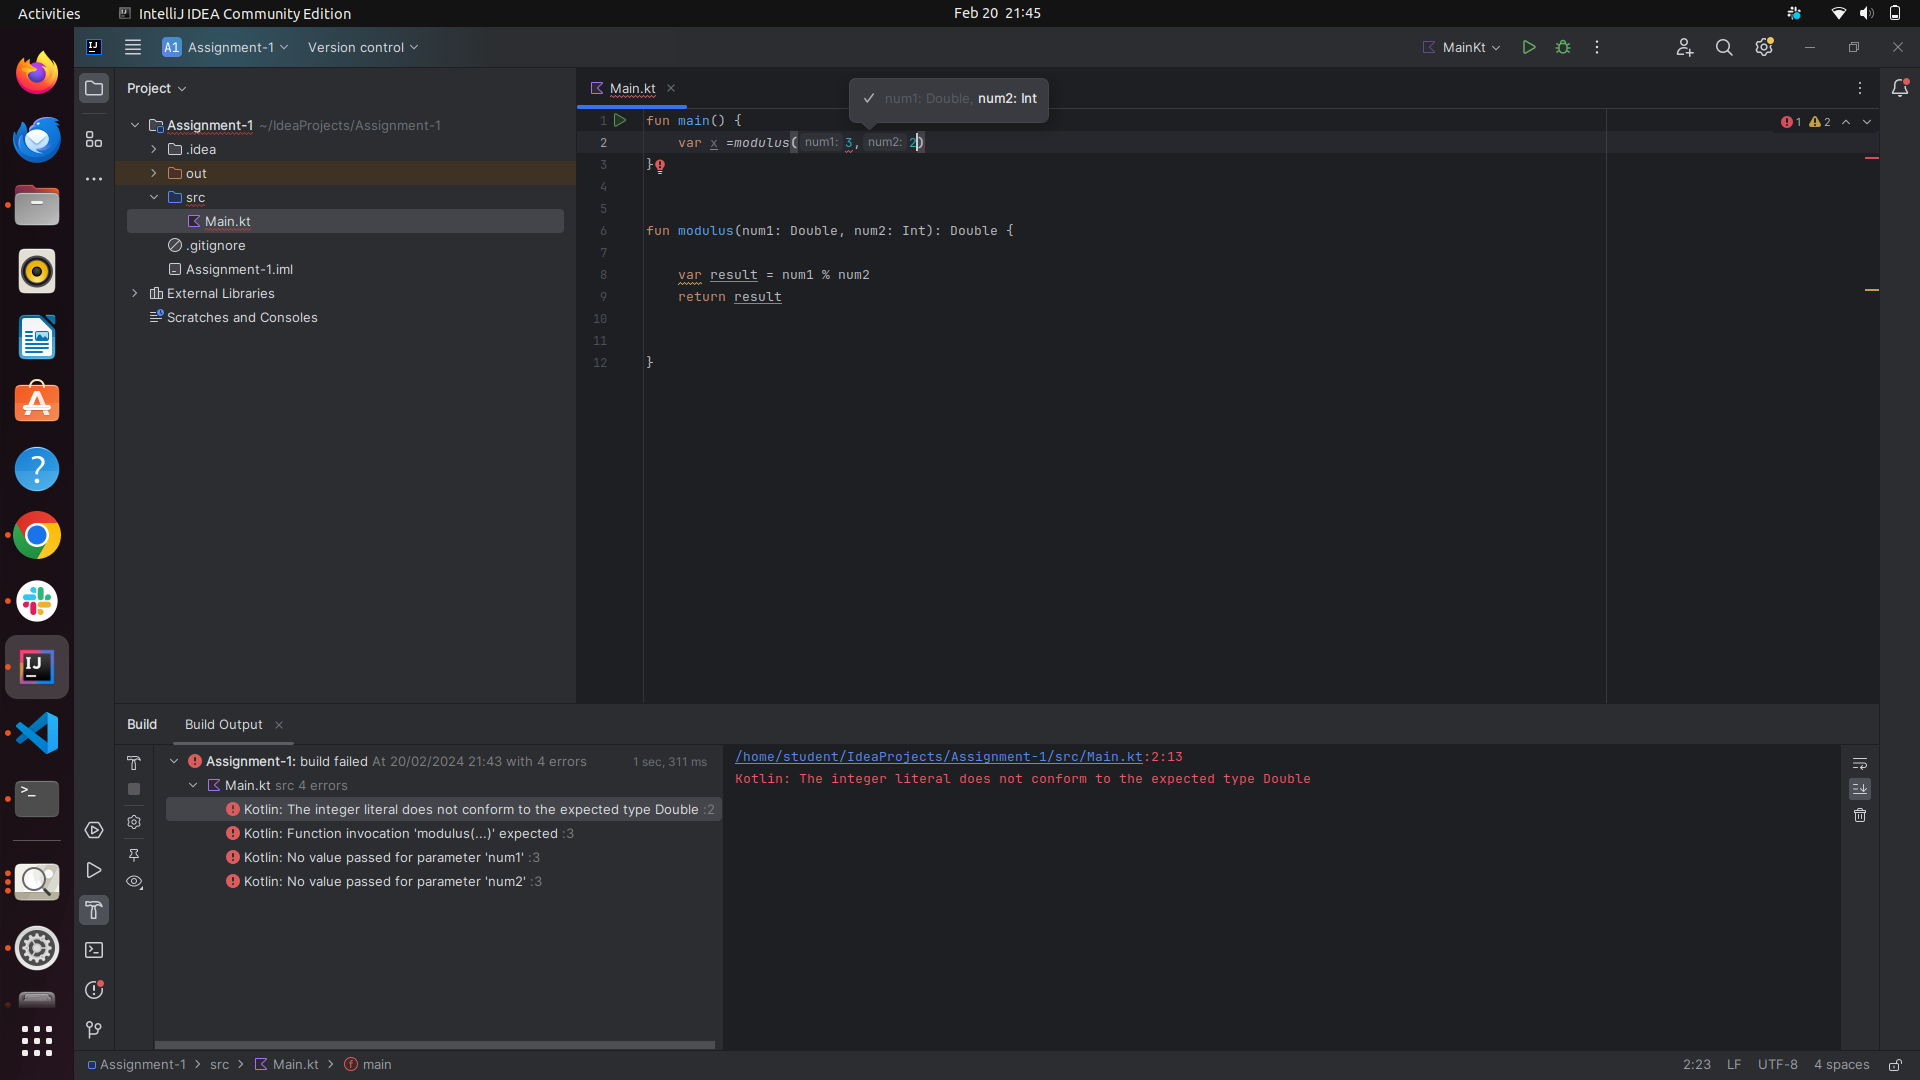 Activities
IntelliJ IDEA Community Edition
Feb 20 21:45
IJ
A1 Assignment-1
Version control
MainKt
Project
Main.kt
num1: Double, num2: Int
Assignment-1 ~/IdeaProjects/Assignment-1
.idea
out
src
Main.kt
.gitignore
Assignment-1.iml
External Libraries
Scratches and Consoles
1 fun main() {
2 var x =modulus( num1: 3, num2: 2)
3 }
4
5
6 fun modulus(num1: Double, num2: Int): Double {
7
8 var result = num1 % num2
9 return result
10
11
12 }
1 2
IJ
Build
Build Output
Assignment-1: build failed At 20/02/2024 21:43 with 4 errors 1 sec, 311 ms
Main.kt src 4 errors
Kotlin: The integer literal does not conform to the expected type Double :2
Kotlin: Function invocation 'modulus(...)' expected :3
Kotlin: No value passed for parameter 'num1' :3
Kotlin: No value passed for parameter 'num2' :3
/home/student/IdeaProjects/Assignment-1/src/Main.kt:2:13
Kotlin: The integer literal does not conform to the expected type Double
Assignment-1 > src > Main.kt > main
2:23
LF
UTF-8
4 spaces